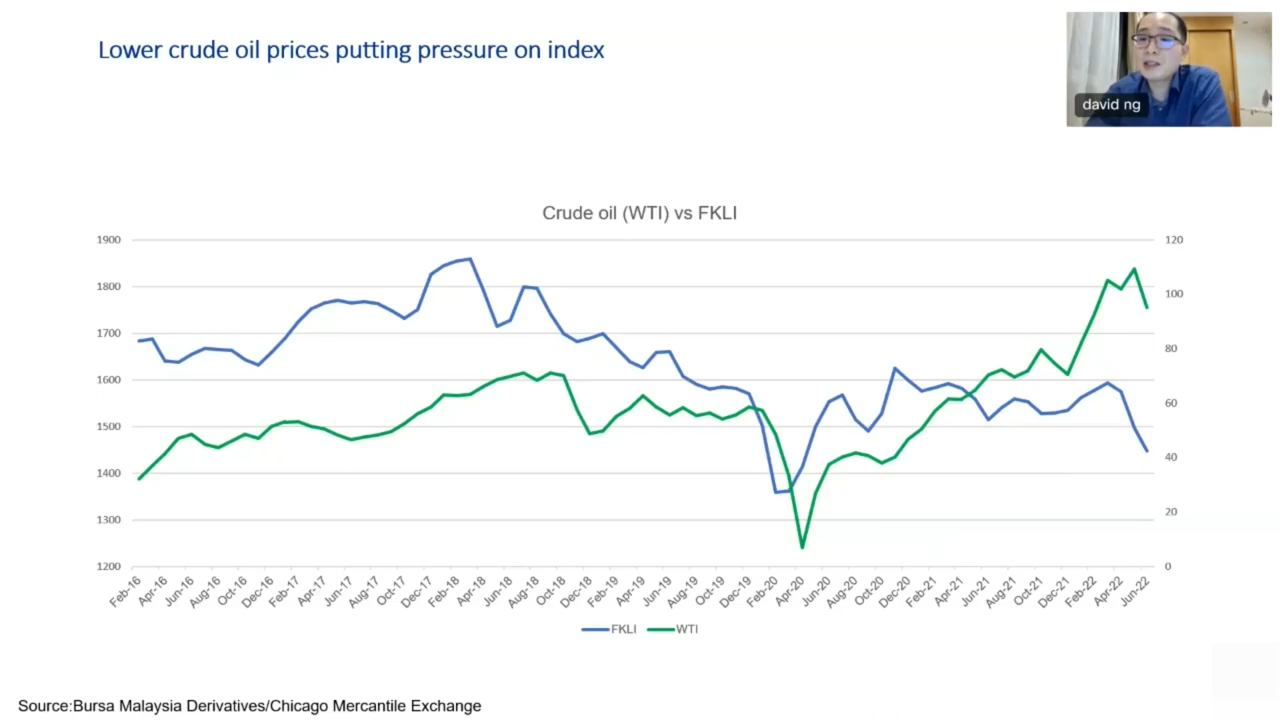 Lower crude oil prices putting pressure on index
david ng
Crude oil (WTI) vs FKLI
1900
1800
1700
1600
1500
1400
1300
1200
120
100
80
60
40
20
0
Feb-16
Apr-16
Jun-16
Aug-16
Oct-16
Dec-16
Feb-17
Apr-17
Jun-17
Aug-17
Oct-17
Dec-17
Feb-18
Apr-18
Jun-18
Aug-18
Oct-18
Dec-18
Feb-19
Apr-19
Jun-19
Aug-19
Oct-19
Dec-19
Feb-20
Apr-20
Jun-20
Aug-20
Oct-20
Dec-20
Feb-21
Apr-21
Jun-21
Aug-21
Oct-21
Dec-21
Feb-22
Apr-22
Jun-22
FKLI
WTI
Source:Bursa Malaysia Derivatives/Chicago Mercantile Exchange